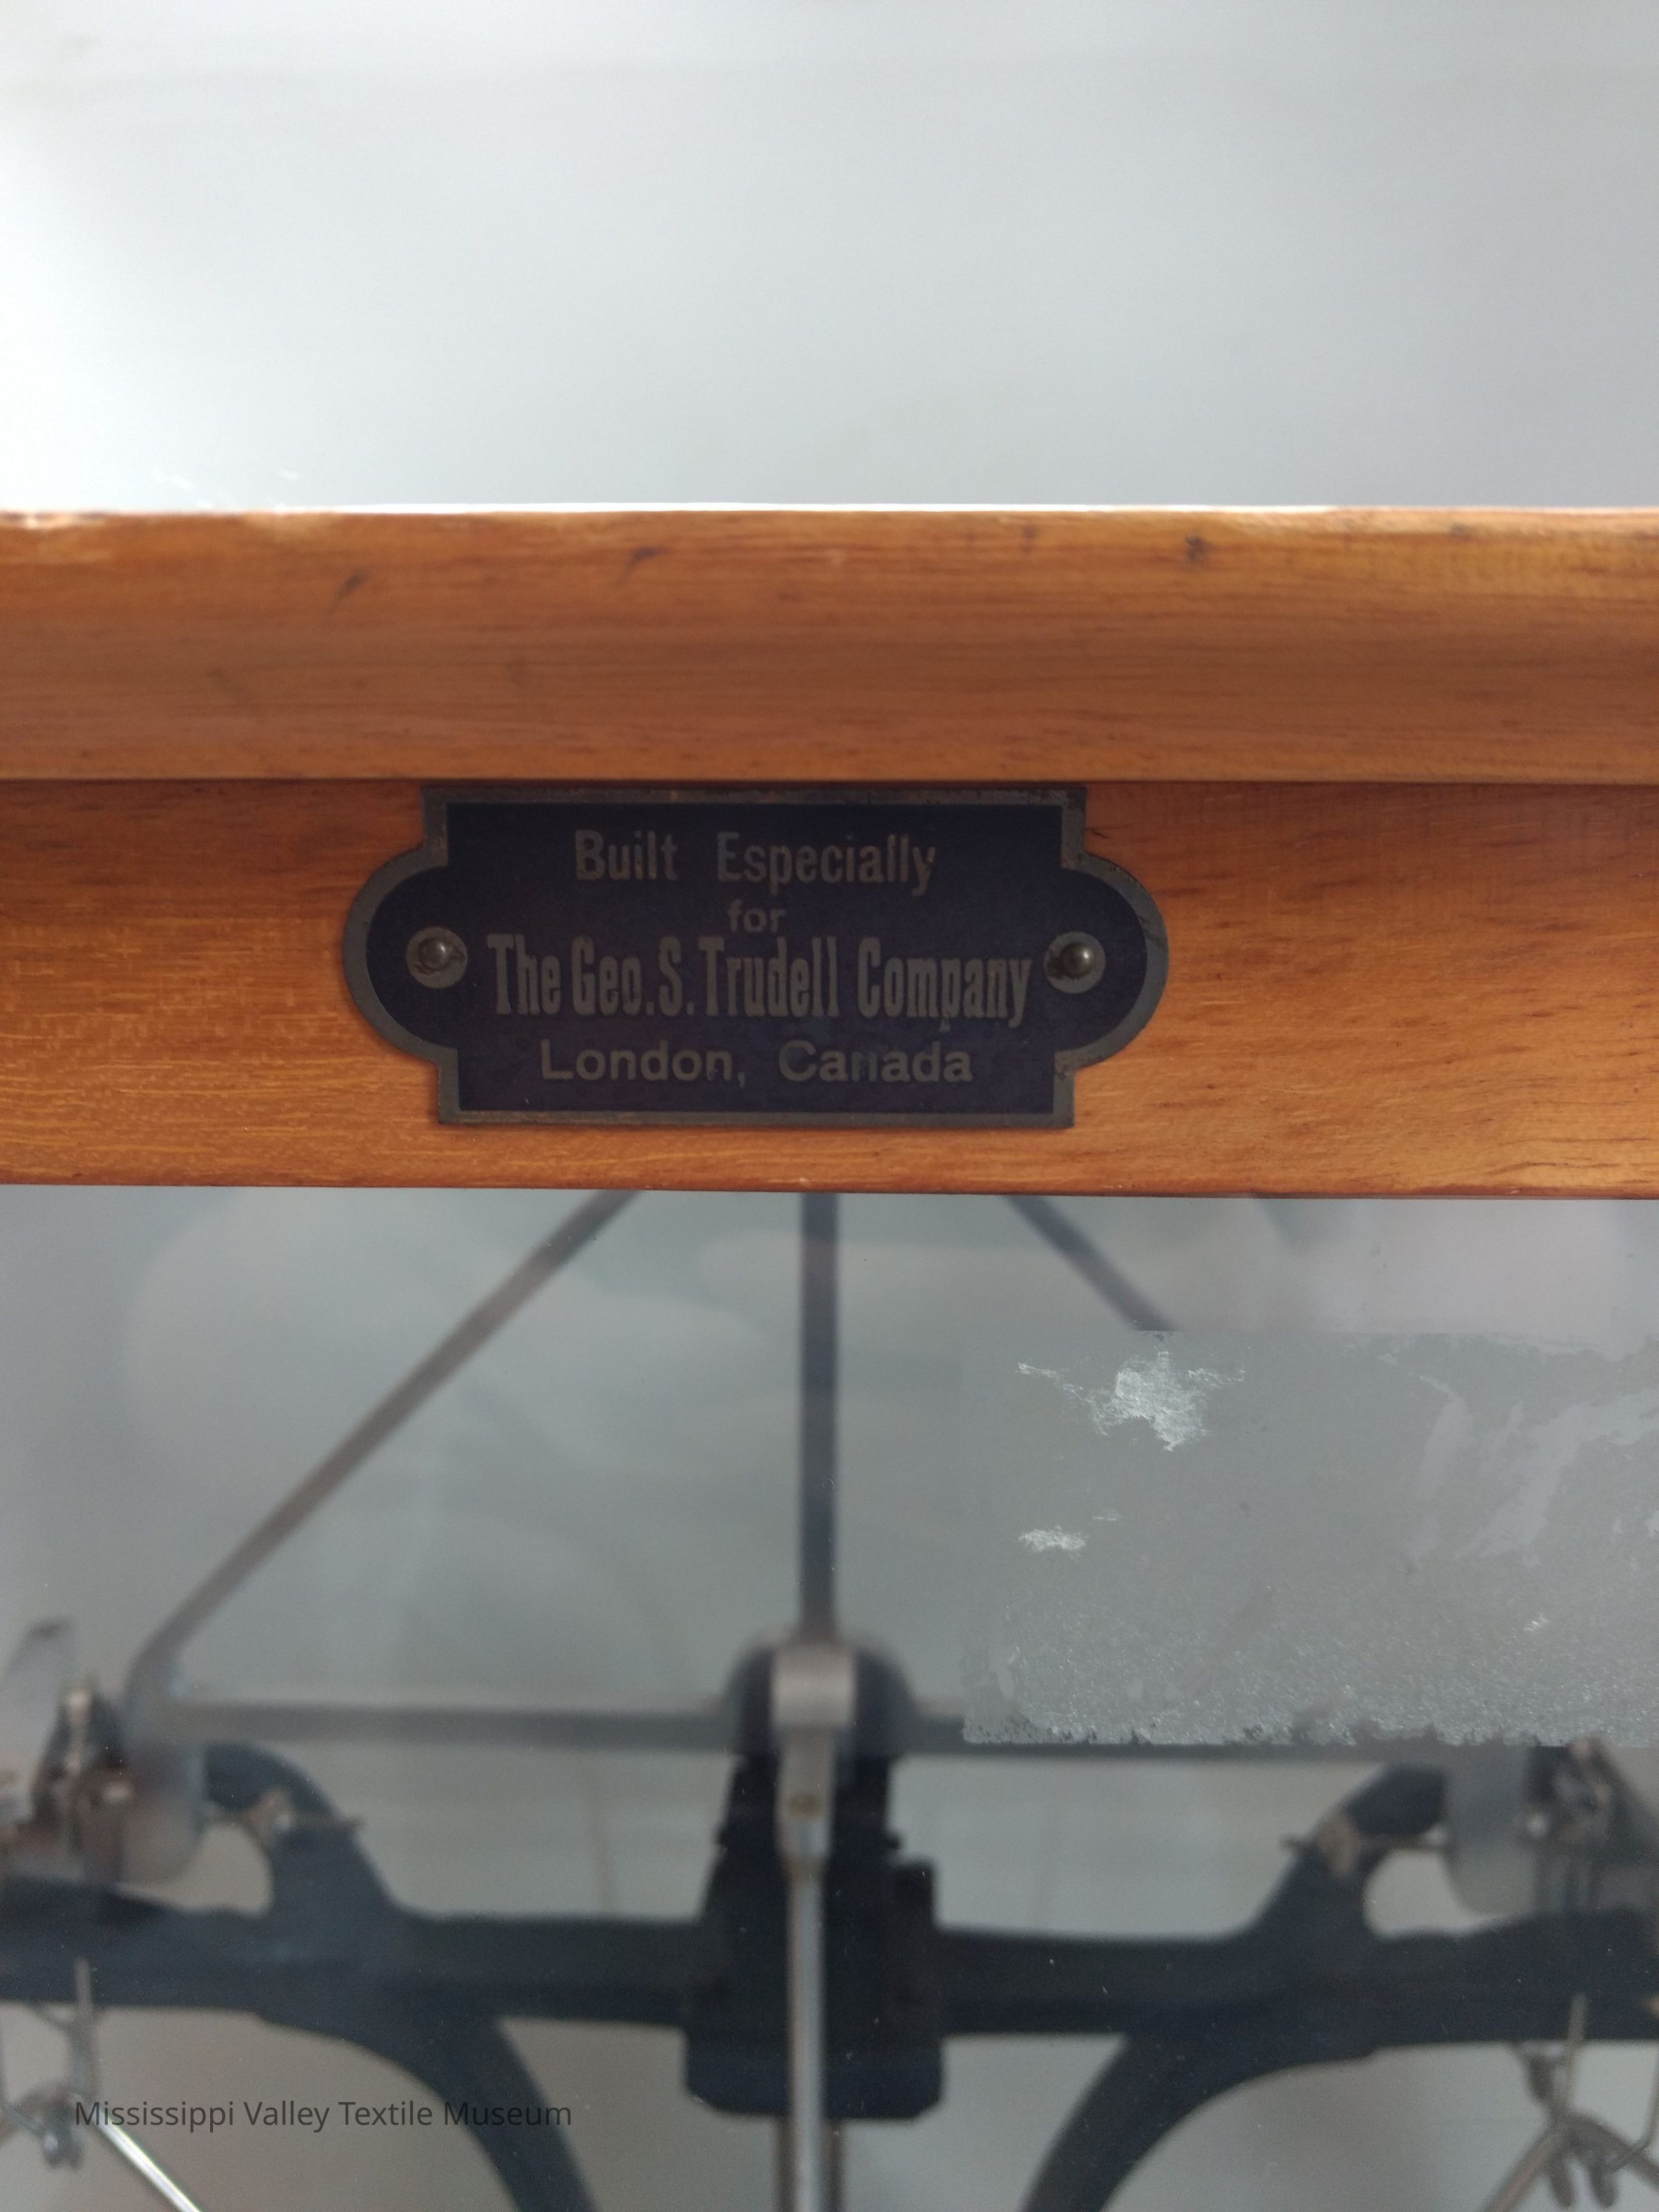 Built Especially
for
The Geo. S. Trudell Company
London, Canada
Mississippi Valley Textile Museum